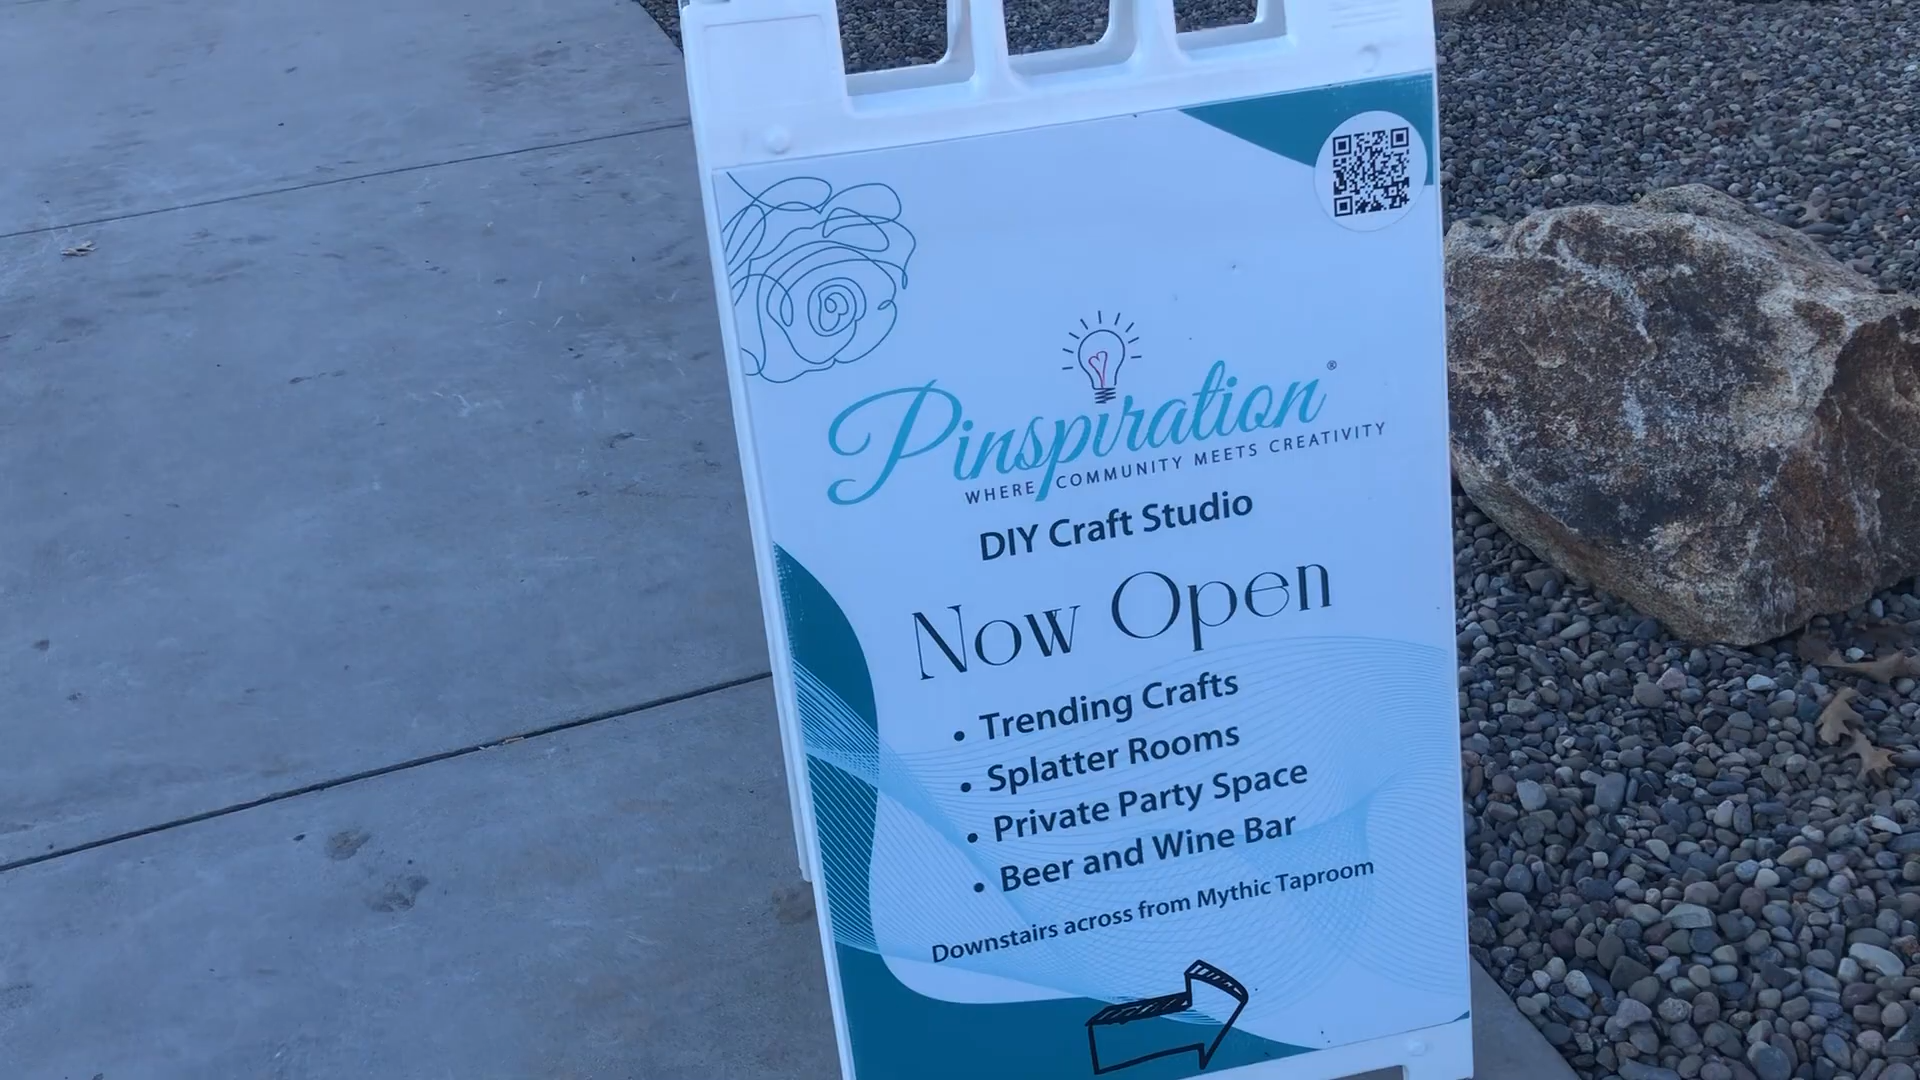 Pinspiration®
WHERE COMMUNITY MEETS CREATIVITY
DIY Craft Studio
Now Open
• Trending Crafts
• Splatter Rooms
• Private Party Space
• Beer and Wine Bar
Downstairs across from Mythic Taproom